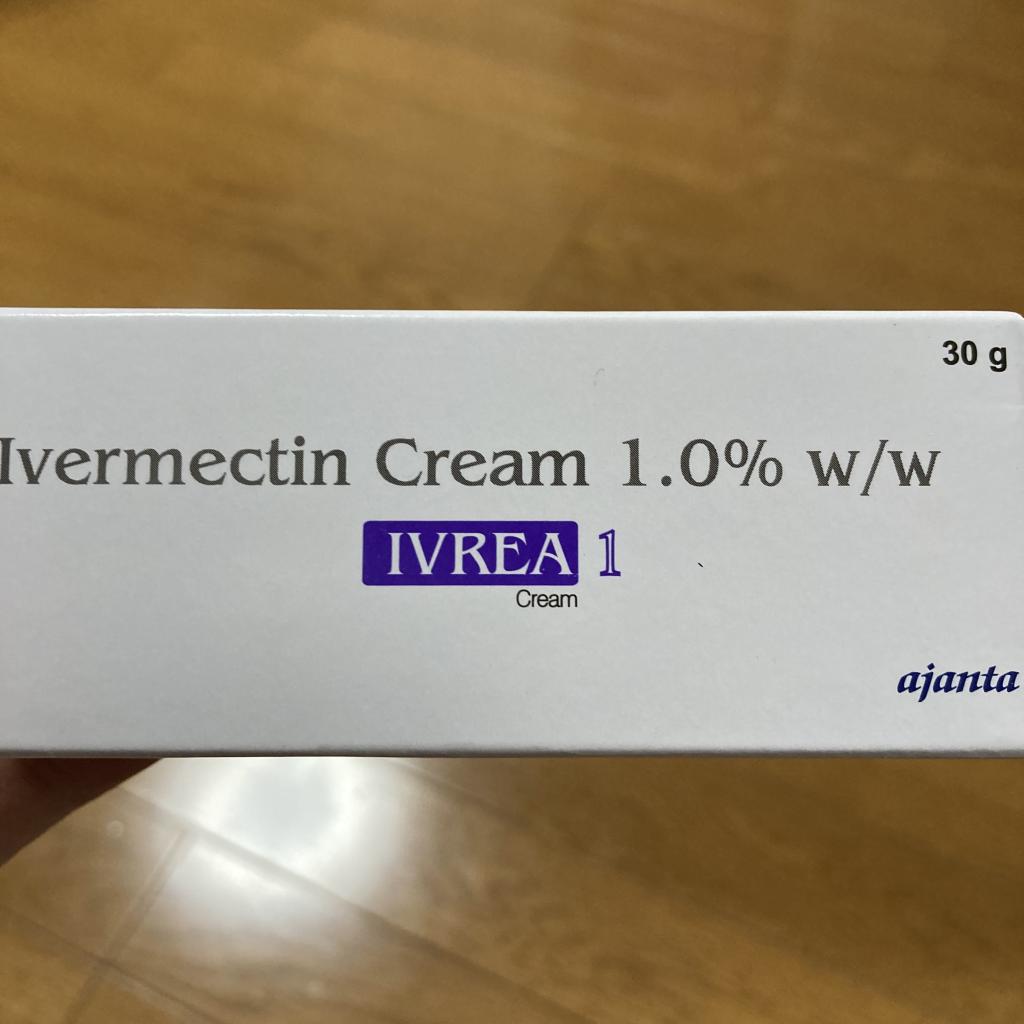 30 g
Ivermectin Cream 1.0% w/w
IVREA 1
Cream
ajanta